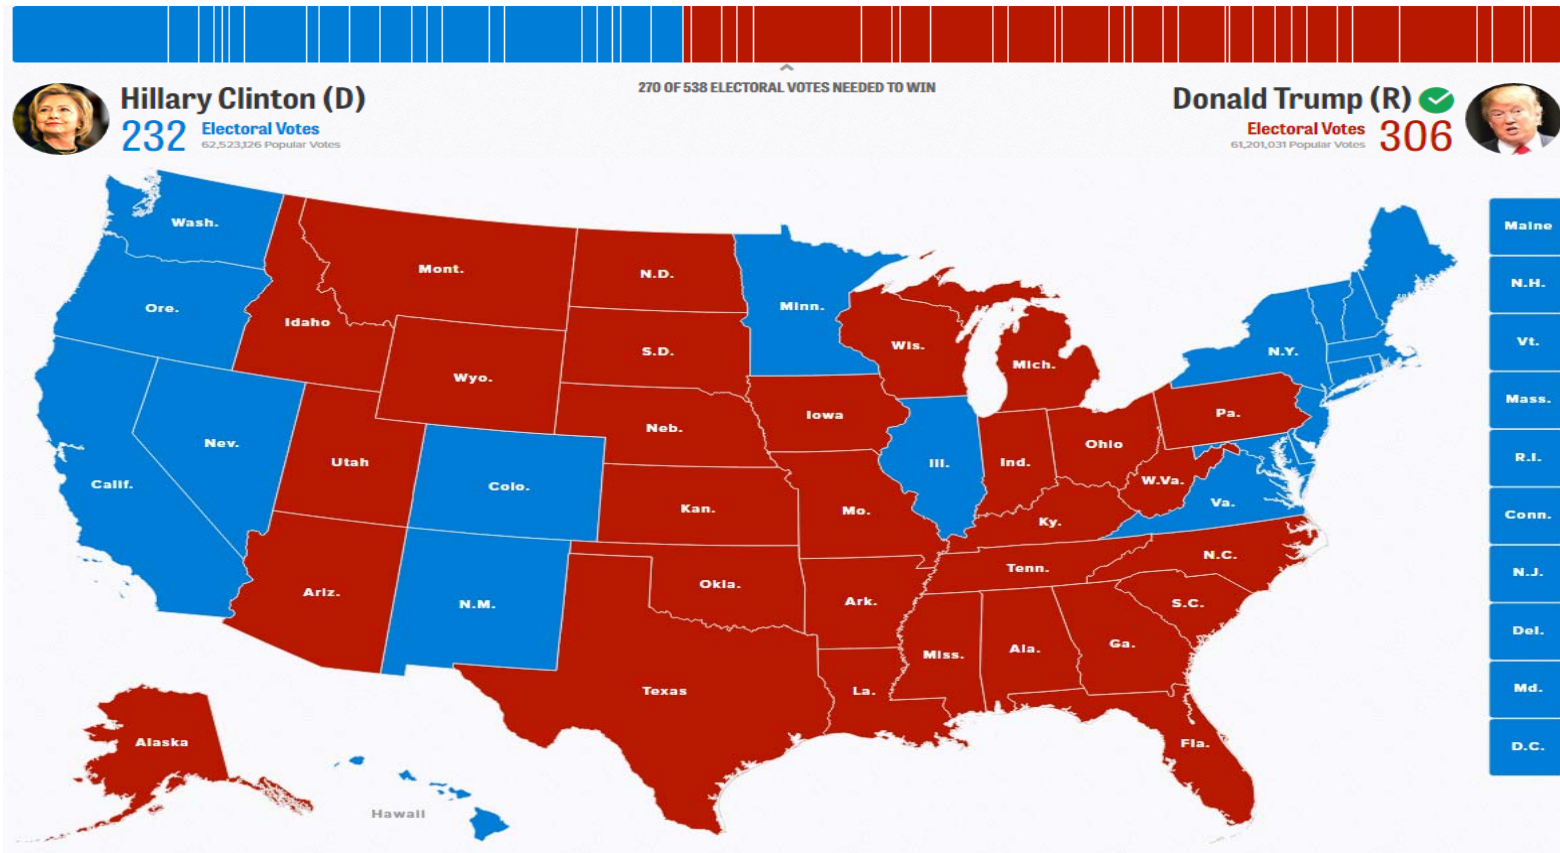 270 OF 538 ELECTORAL VOTES NEEDED TO WIN
Hillary Clinton (D)
232 Electoral Votes
62,523,126 Popular Votes
Donald Trump (R)
Electoral Votes 306
61,201,031 Popular Votes
Wash.
Ore.
Calif.
Nev.
Idaho
Mont.
Wyo.
Utah
Colo.
Ariz.
N.M.
N.D.
S.D.
Neb.
Kan.
Okla.
Texas
Minn.
Iowa
Mo.
Ark.
La.
Wis.
Ill.
Mich.
Ind.
Ohio
Ky.
Tenn.
Miss.
Ala.
Ga.
Fla.
S.C.
N.C.
Va.
W.Va.
Pa.
N.Y.
Alaska
Hawaii
Maine
N.H.
Vt.
Mass.
R.I.
Conn.
N.J.
Del.
Md.
D.C.